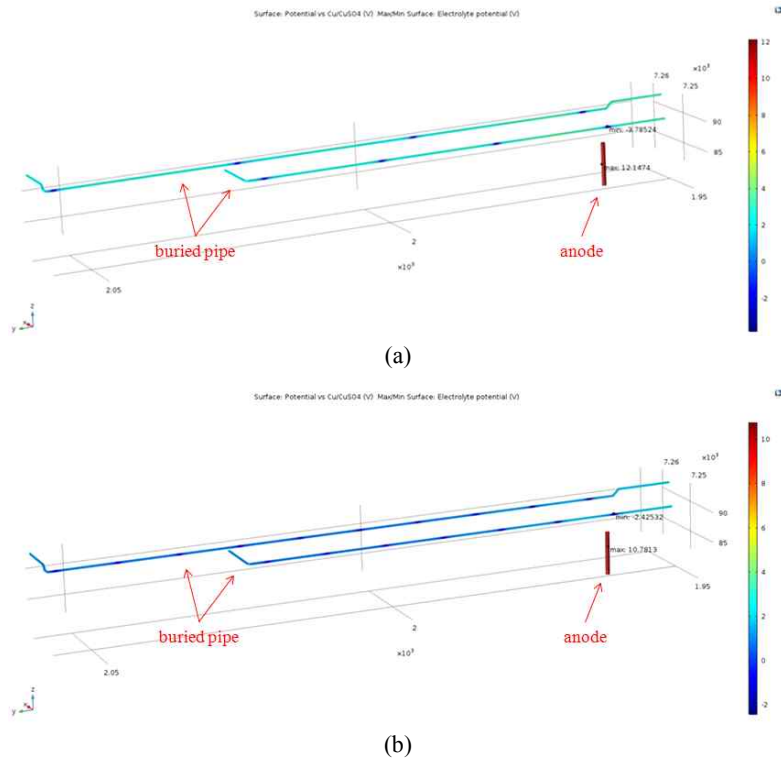 Surface: Potential vs Cu/CuSO4 (V) Max/Min Surface: Electrolyte potential (V)
12
×10³
7.26
7.25
10
8
90
min: -3.78524
85
6
max: 12.1474
1.95
4
buried pipe
anode
2
2
×10³
2.05
0
-2
z
y
(a)
Surface: Potential vs Cu/CuSO4 (V) Max/Min Surface: Electrolyte potential (V)
10
×10³
7.26
7.25
8
90
min: -2.42532
6
85
max: 10.7813
4
1.95
buried pipe
anode
2
2
×10³
2.05
0
z
-2
y
(b)